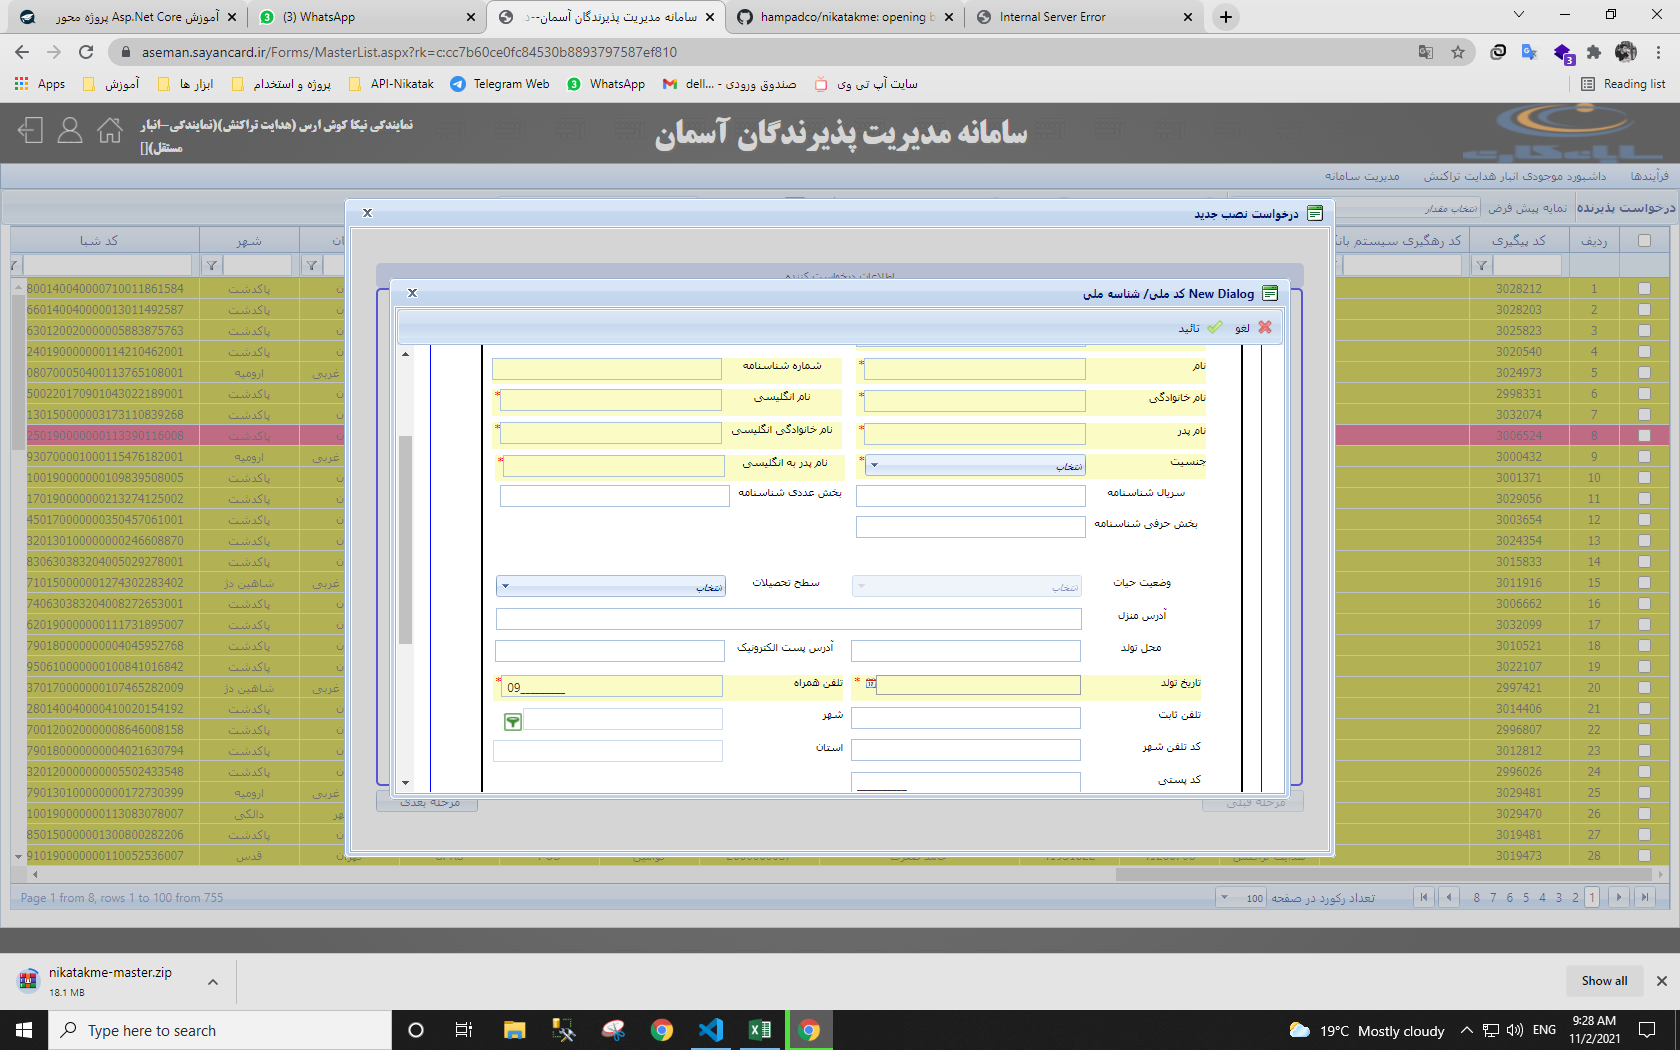 آموزش Asp.Net Core پروژه محور
(3) WhatsApp
سامانه مدیریت پذیرندگان آسمان--د
hampadco/nikatakme: opening b
Internal Server Error
aseman.sayancard.ir/Forms/MasterList.aspx?rk=c:cc7b60ce0fc84530b8893797587ef810
Apps
آموزش
ابزار ها
پروژه و استخدام
API-Nikatak
Telegram Web
WhatsApp
صندوق ورودی - dell...
سایت آپ تی وی
Reading list
نمایندگی نیکا کوش ارس (هدایت تراکنش)(نمایندگی-انبار
مستقل)[]
سامانه مدیریت پذیرندگان آسمان
فرآیندها
داشبورد موجودی انبار هدایت تراکنش
مدیریت سامانه
درخواست پذیرنده
نمایه پیش فرض
انتخاب مقدار
درخواست نصب جدید
ردیف
کد پیگیری
کد رهگیری سیستم بانک
شهر
کد شبا
اطلاعات درخواست کننده
New Dialog کد ملی/ شناسه ملی
لغو
تائید
نام *
شماره شناسنامه
نام خانوادگی *
نام انگلیسی *
نام پدر *
نام خانوادگی انگلیسی *
جنسیت انتخاب *
نام پدر به انگلیسی *
سریال شناسنامه
بخش عددی شناسنامه
بخش حرفی شناسنامه
وضعیت حیات انتخاب
سطح تحصیلات انتخاب
آدرس منزل
محل تولد
آدرس پست الکترونیک
تاریخ تولد *
تلفن همراه 09_________ *
تلفن ثابت
شهر
کد تلفن شهر
استان
کد پستی __________
مرحله قبلی
مرحله بعدی
1 3028212 پاکدشت 800140040000710011861584
2 3028203 پاکدشت 660140040000013011492587
3 3025823 پاکدشت 630120020000005883875763
4 3020540 پاکدشت 240190000000114210462001
5 3024973 غربی ارومیه 080700050400113765108001
6 2998331 پاکدشت 500220170901043022189001
7 3032074 پاکدشت 130150000003173110839268
8 3006524 پاکدشت 250190000000113390116008
9 3000432 غربی ارومیه 930700001000115476182001
10 3001371 پاکدشت 100190000000109839508005
11 3029056 پاکدشت 170190000000213274125002
12 3003654 پاکدشت 450170000000350457061001
13 3024354 پاکدشت 320130100000000246608870
14 3015833 پاکدشت 830630383204005029278001
15 3011916 غربی شاهین دژ 710150000001274302283402
16 3006662 پاکدشت 740630383204008272653001
17 3032099 پاکدشت 620190000000111731895007
18 3010521 پاکدشت 790180000000004045952768
19 3022107 پاکدشت 950610000000100841016842
20 2997421 غربی شاهین دژ 370170000000107465282009
21 3014406 پاکدشت 280140040000410020154192
22 2996807 پاکدشت 700120020000008646008158
23 3012812 پاکدشت 790180000000004021630794
24 2996026 پاکدشت 320120000000005502433548
25 3029481 غربی ارومیه 790130100000000172730399
26 3029470 دالکی 100190000000113083078007
27 3019481 پاکدشت 850150000001300800282206
28 3019473 تهران قدس 910190000000110052536007
Page 1 from 8, rows 1 to 100 from 755
تعداد رکورد در صفحه 100
1 2 3 4 5 6 7 8
nikatakme-master.zip
18.1 MB
Show all
Type here to search
19°C Mostly cloudy
ENG
9:28 AM
11/2/2021